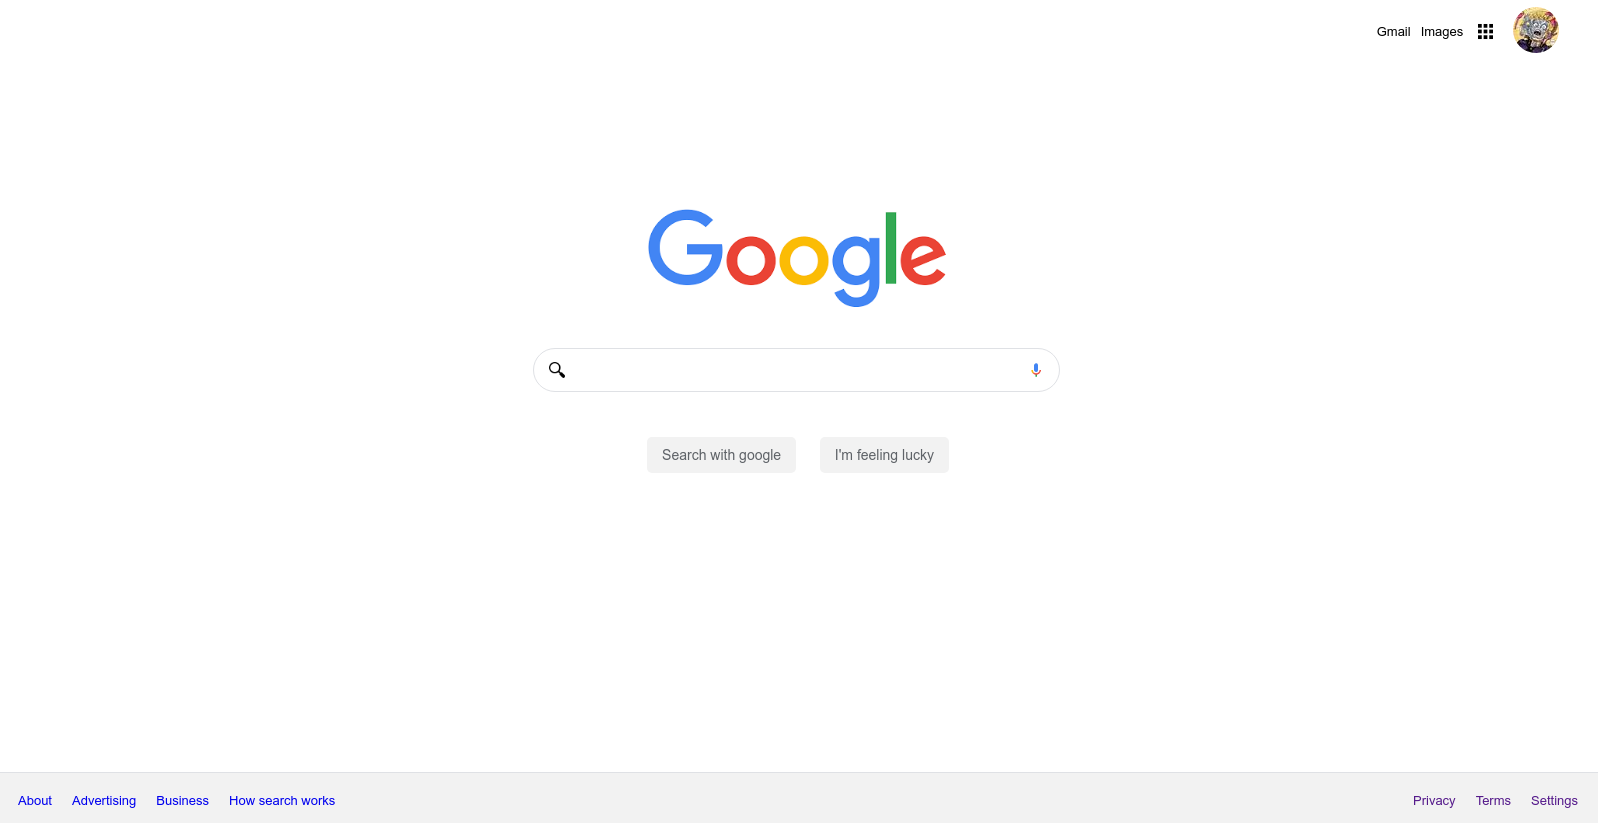 Gmail Images
Google
Search with google I'm feeling lucky
About Advertising Business How search works Privacy Terms Settings